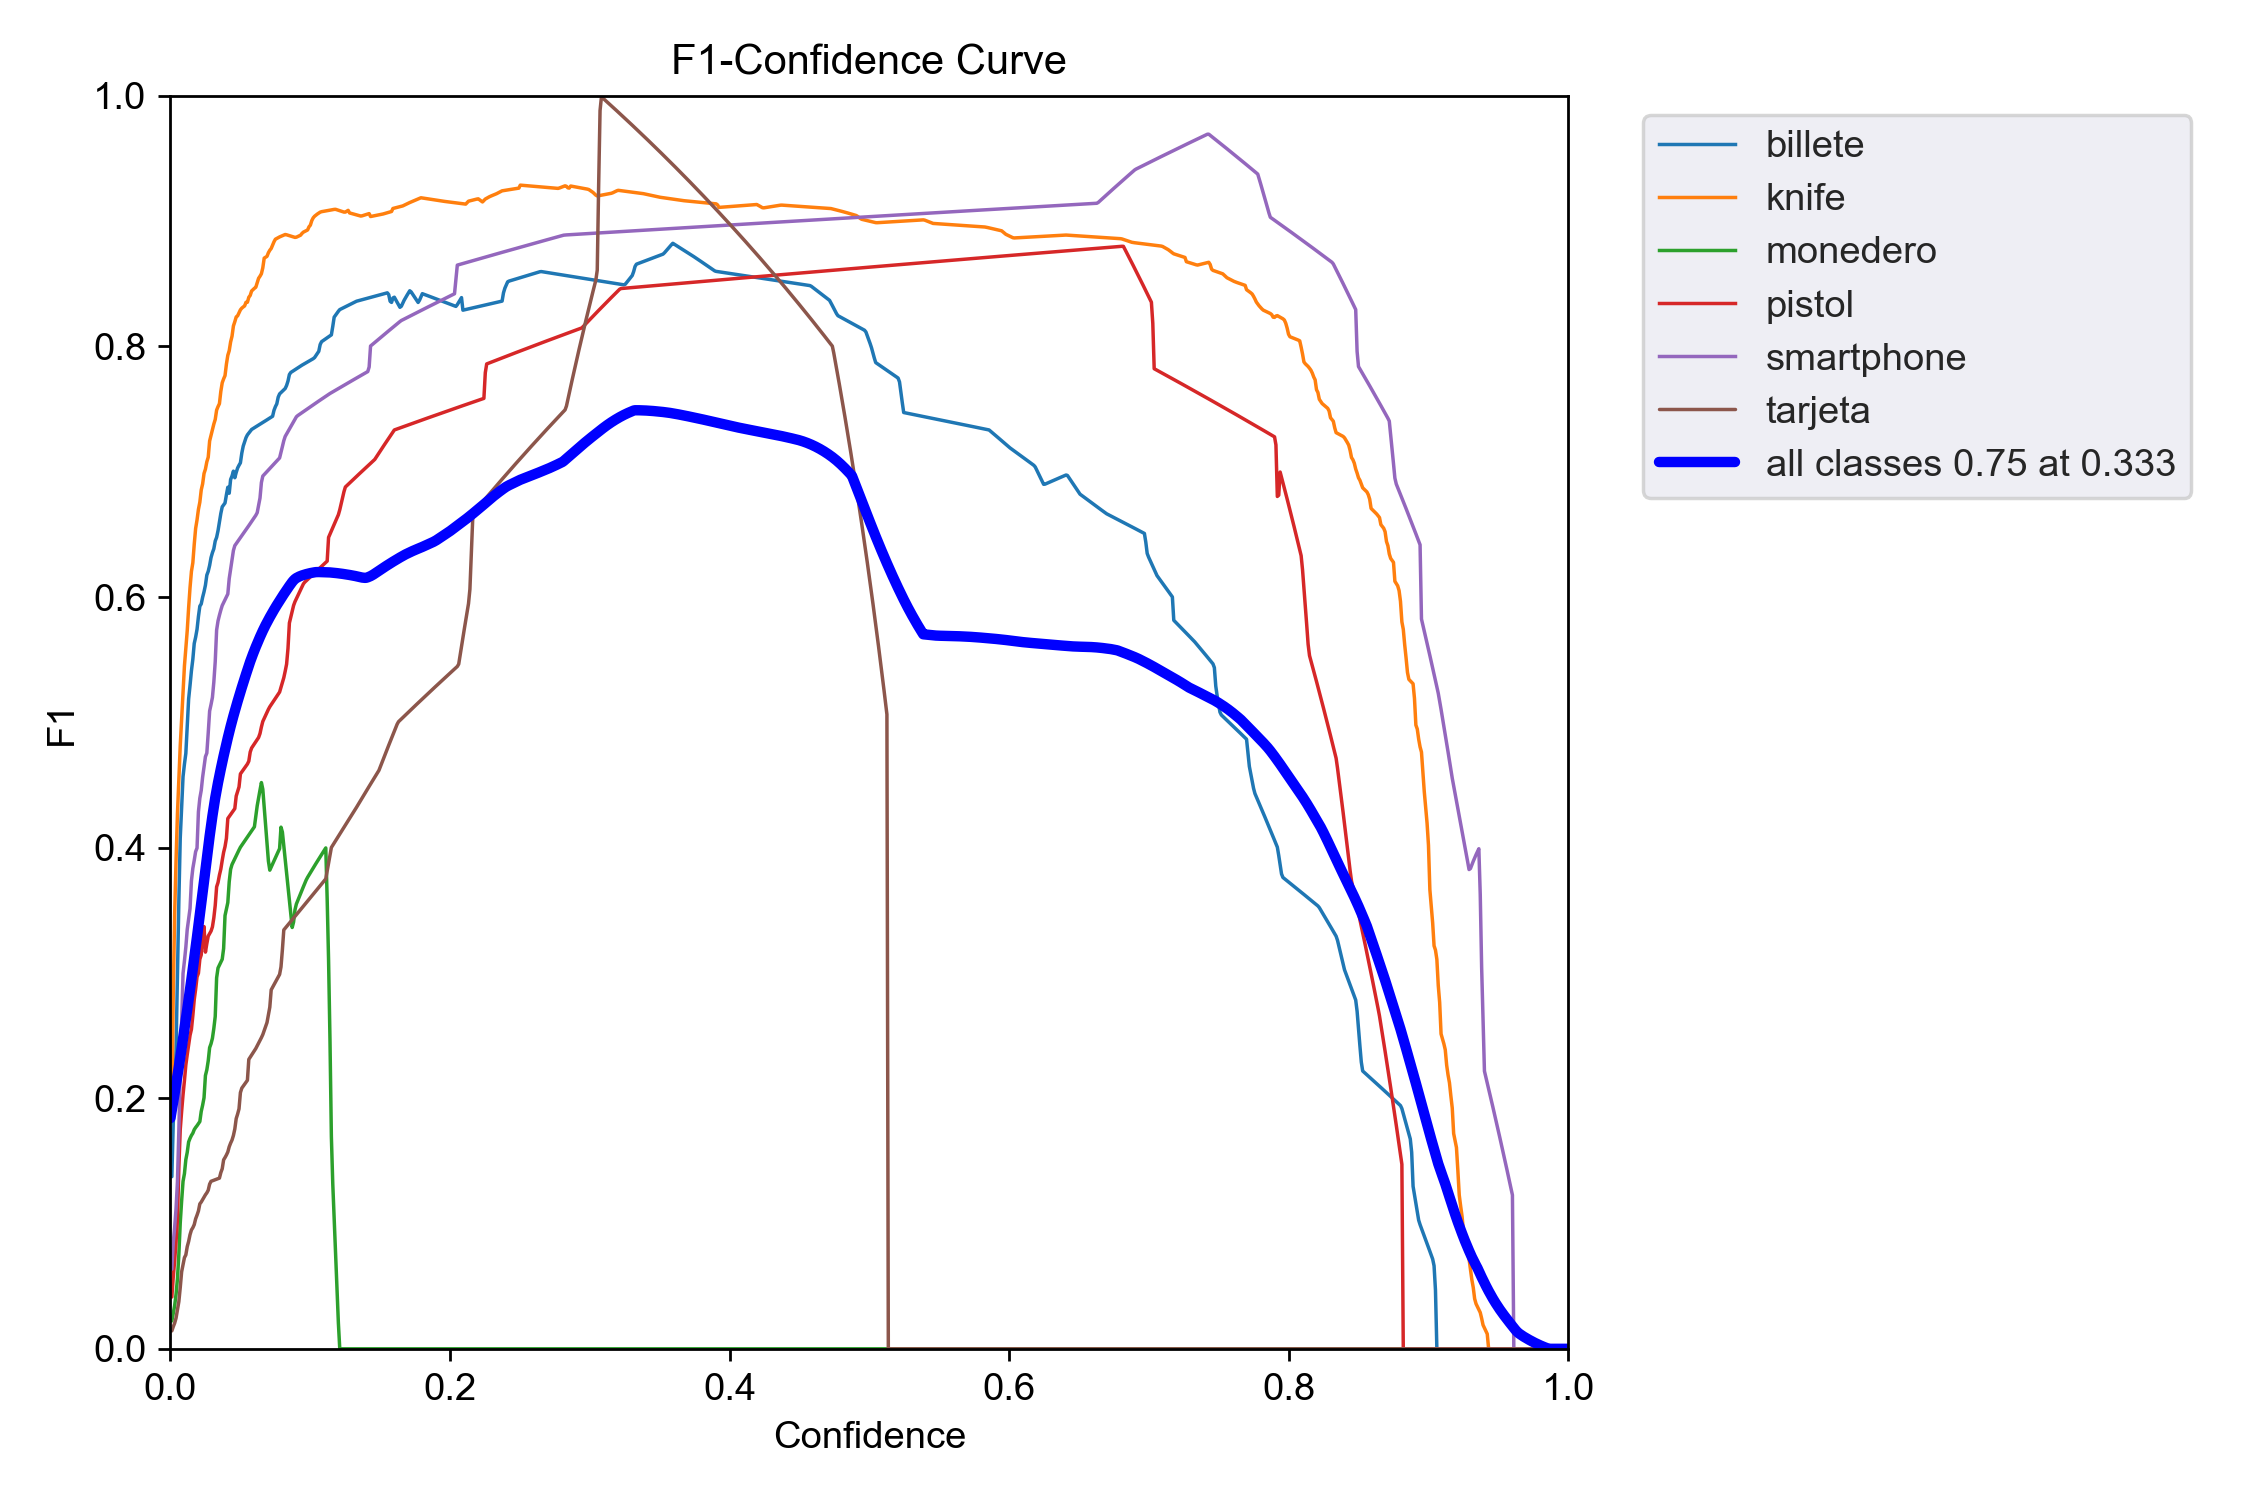 F1-Confidence Curve
1.0
0.8
0.6
0.4
0.2
0.0
F1
0.0 0.2 0.4 0.6 0.8 1.0
Confidence
billete
knife
monedero
pistol
smartphone
tarjeta
all classes 0.75 at 0.333